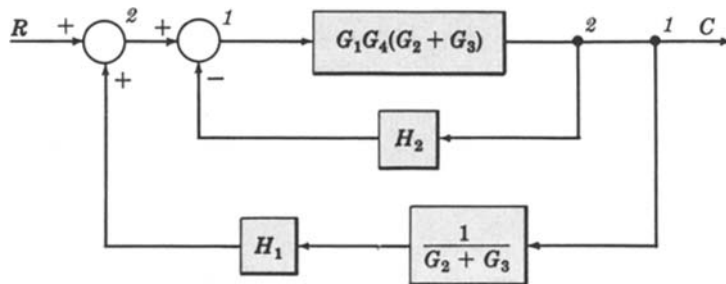 R + 2 + 1 G₁G₄(G₂ + G₃) 2 1 C
+ −
H₂
H₁ 1 / (G₂ + G₃)